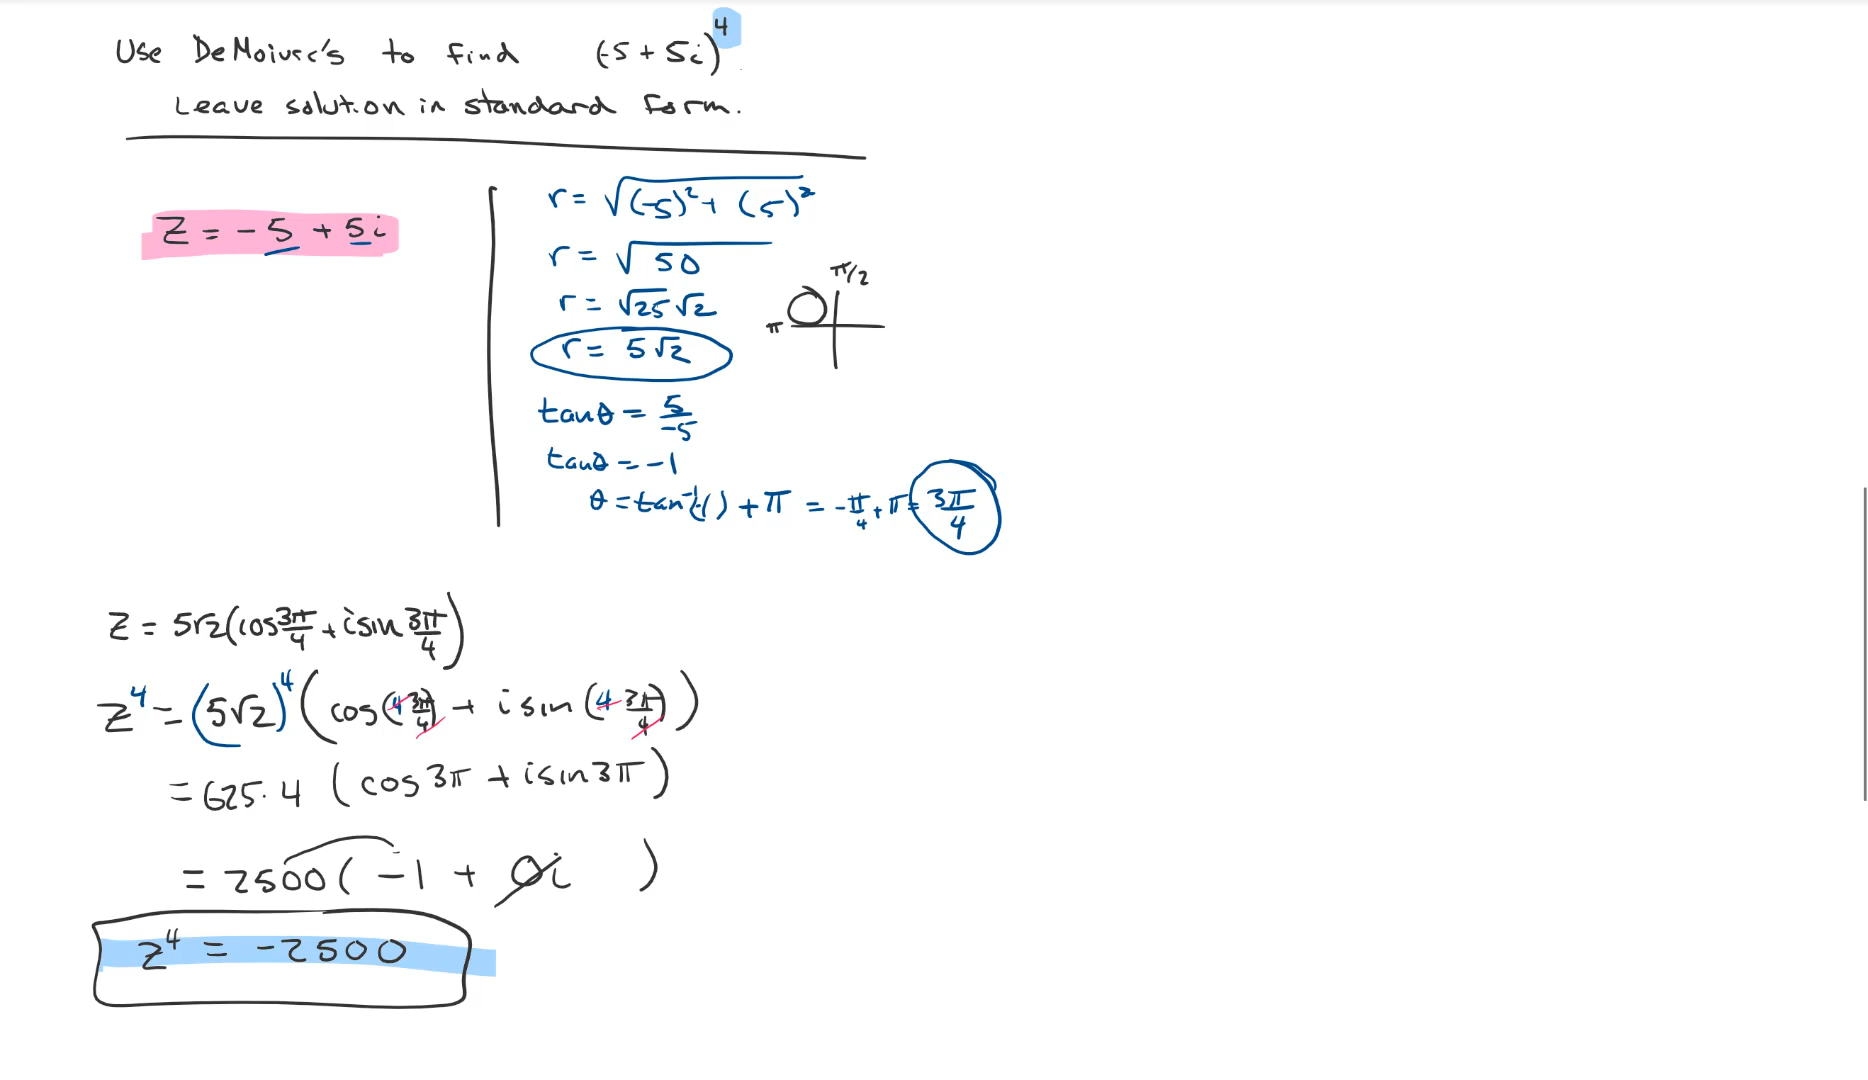 Use DeMoivre's to find (-5 + 5i)^4
Leave solution in standard form.
Z = -5 + 5i
r = √((-5)² + (5)²)
r = √50
r = √25 √2
r = 5√2
π/2
π
tanθ = 5/-5
tanθ = -1
θ = tan⁻¹(-1) + π = -π/4 + π = 3π/4
Z = 5√2(cos 3π/4 + i sin 3π/4)
Z^4 = (5√2)^4 (cos(4 3π/4) + i sin(4 3π/4))
= 625·4 (cos 3π + i sin 3π)
= 2500(-1 + 0i)
Z^4 = -2500